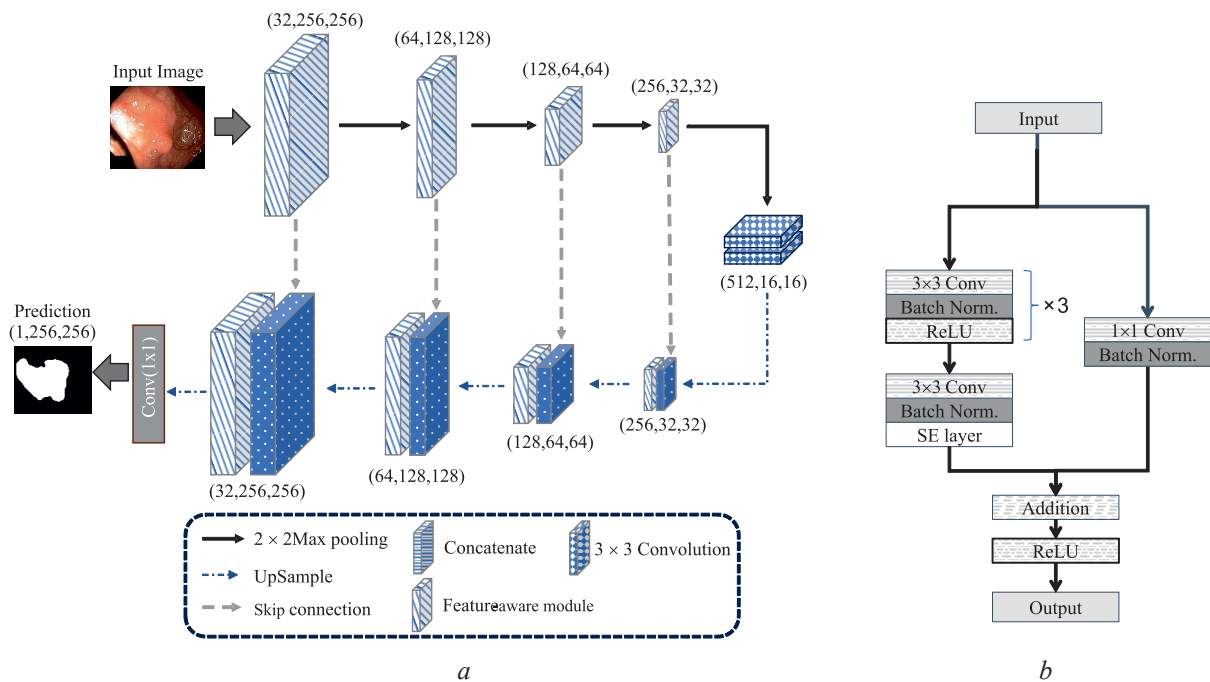 (32,256,256)
(64,128,128)
(128,64,64)
(256,32,32)
Input Image
(512,16,16)
Prediction
(1,256,256)
Conv(1x1)
(32,256,256)
(64,128,128)
(128,64,64)
(256,32,32)
2 × 2Max pooling
Concatenate
3 × 3 Convolution
UpSample
Skip connection
Feature-aware module
a
Input
3×3 Conv
Batch Norm.
ReLU
×3
1×1 Conv
Batch Norm.
3×3 Conv
Batch Norm.
SE layer
Addition
ReLU
Output
b